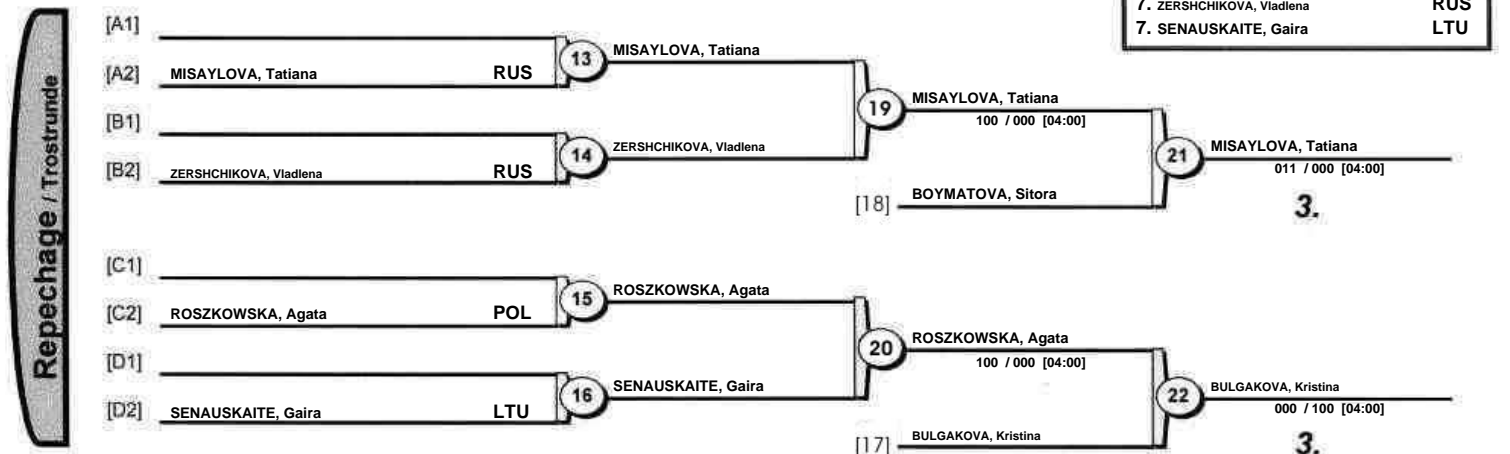 7. ZERSHCHIKOVA, Vladlena RUS
7. SENAUSKAITE, Gaira LTU
Repechage / Trostrunde
[A1]
13 MISAYLOVA, Tatiana
[A2] MISAYLOVA, Tatiana RUS
19 MISAYLOVA, Tatiana
100 / 000 [04:00]
[B1]
14 ZERSHCHIKOVA, Vladlena
[B2] ZERSHCHIKOVA, Vladlena RUS
21 MISAYLOVA, Tatiana
011 / 000 [04:00]
[18] BOYMATOVA, Sitora
3.
[C1]
15 ROSZKOWSKA, Agata
[C2] ROSZKOWSKA, Agata POL
20 ROSZKOWSKA, Agata
100 / 000 [04:00]
[D1]
16 SENAUSKAITE, Gaira
[D2] SENAUSKAITE, Gaira LTU
22 BULGAKOVA, Kristina
000 / 100 [04:00]
[17] BULGAKOVA, Kristina
3.